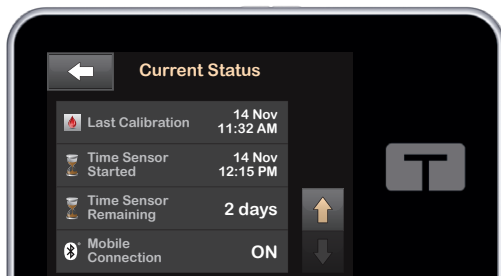 Current Status
Last Calibration
14 Nov
11:32 AM
Time Sensor
Started
14 Nov
12:15 PM
Time Sensor
Remaining
2 days
Mobile
Connection
ON